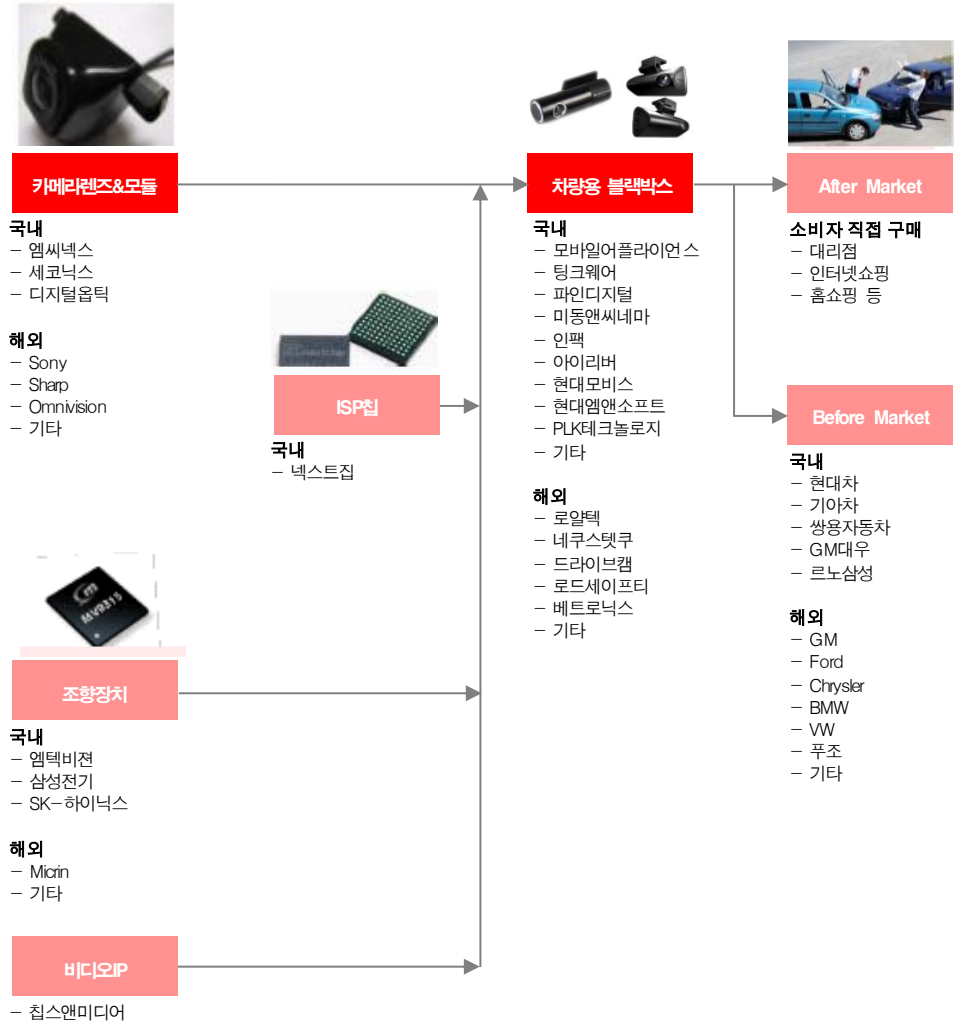 카메라렌즈&모듈
국내
- 엠씨넥스
- 세코닉스
- 디지털옵틱
해외
- Sony
- Sharp
- Omnivision
- 기타
ISP칩
국내
- 넥스트집
MV9315
조향장치
국내
- 엠텍비젼
- 삼성전기
- SK-하이닉스
해외
- Micrin
- 기타
비디오IP
- 칩스앤미디어
차량용 블랙박스
국내
- 모바일어플라이언스
- 팅크웨어
- 파인디지털
- 미동앤씨네마
- 인팩
- 아이리버
- 현대모비스
- 현대엠앤소프트
- PLK테크놀로지
- 기타
해외
- 로얄텍
- 네쿠스텟쿠
- 드라이브캠
- 로드세이프티
- 베트로닉스
- 기타
After Market
소비자 직접 구매
- 대리점
- 인터넷쇼핑
- 홈쇼핑 등
Before Market
국내
- 현대차
- 기아차
- 쌍용자동차
- GM대우
- 르노삼성
해외
- GM
- Ford
- Chrysler
- BMW
- VW
- 푸조
- 기타